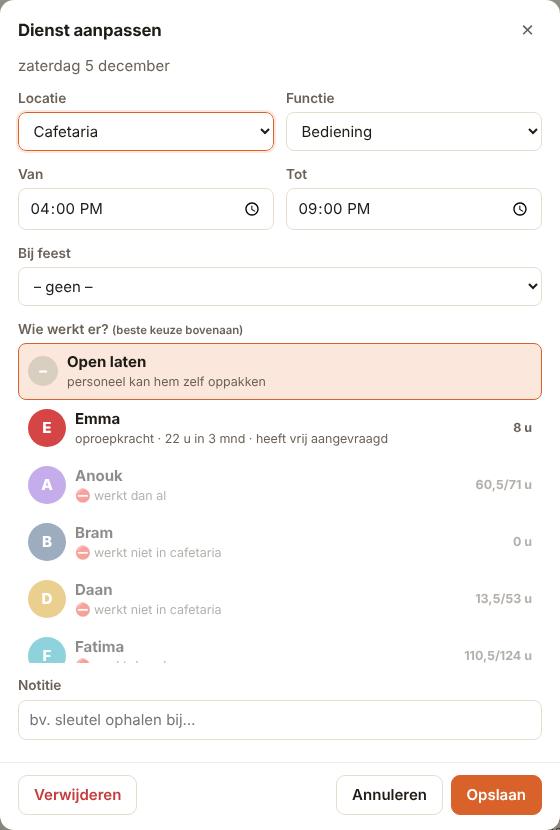 Dienst aanpassen ×
zaterdag 5 december
Locatie Functie
Cafetaria Bediening
Van Tot
04:00 PM 09:00 PM
Bij feest
– geen –
Wie werkt er? (beste keuze bovenaan)
– Open laten
personeel kan hem zelf oppakken
E Emma 8 u
oproepkracht · 22 u in 3 mnd · heeft vrij aangevraagd
A Anouk 60,5/71 u
⛔ werkt dan al
B Bram 0 u
⛔ werkt niet in cafetaria
D Daan 13,5/53 u
⛔ werkt niet in cafetaria
F Fatima 110,5/124 u
Notitie
bv. sleutel ophalen bij...
Verwijderen Annuleren Opslaan